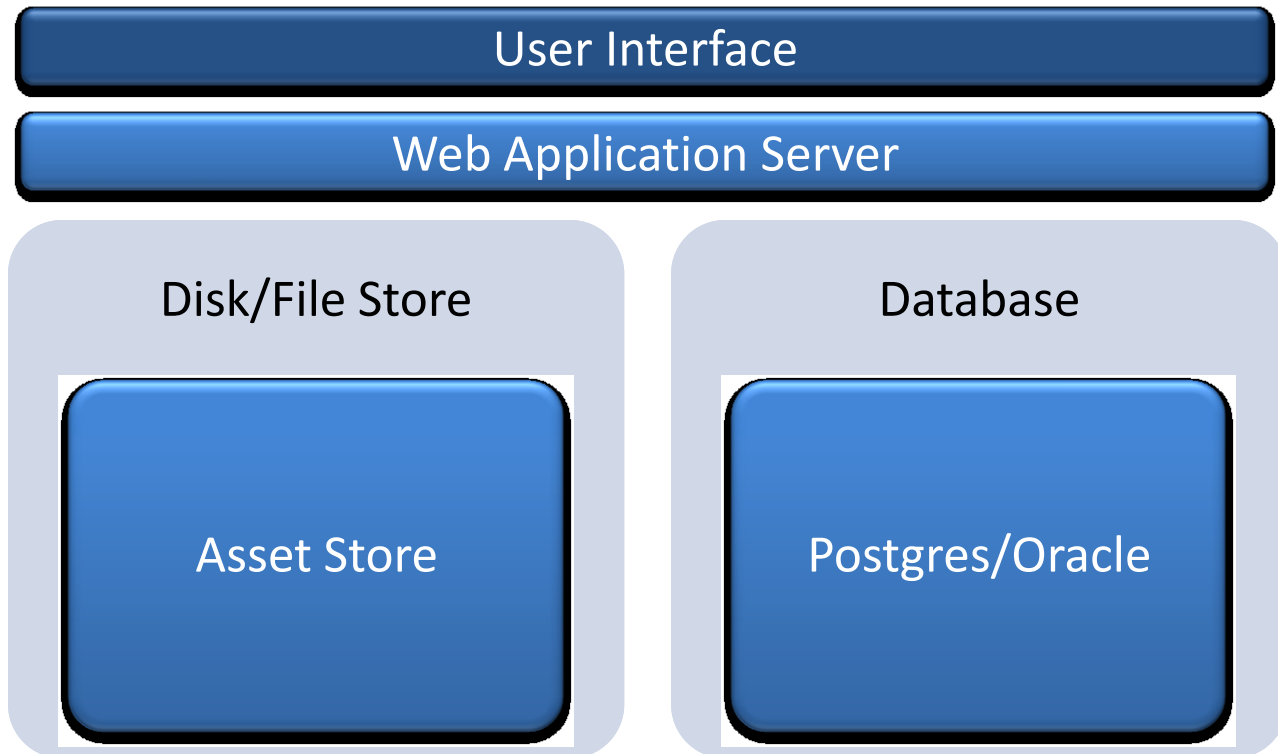 User Interface
Web Application Server
Disk/File Store
Database
Asset Store
Postgres/Oracle